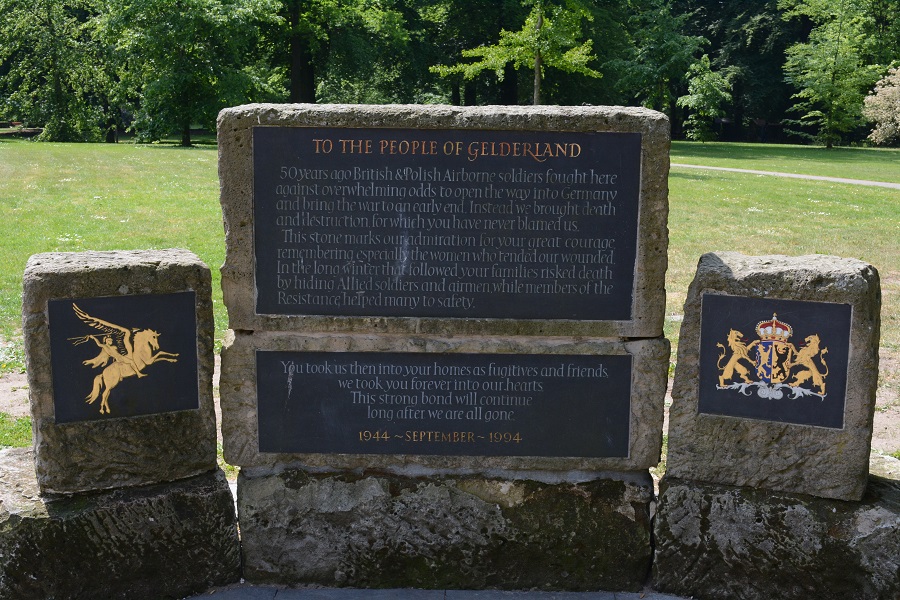 TO THE PEOPLE OF GELDERLAND
50 years ago British & Polish Airborne soldiers fought here
against overwhelming odds to open the way into Germany
and bring the war to an early end. Instead we brought death
and destruction for which you have never blamed us.
This stone marks our admiration for your great courage
remembering especially the women who tended our wounded.
In the long winter that followed your families risked death
by hiding Allied soldiers and airmen, while members of the
Resistance helped many to safety.
You took us then into your homes as fugitives and friends,
we took you forever into our hearts.
This strong bond will continue
long after we are all gone.
1944 ~ SEPTEMBER ~ 1994